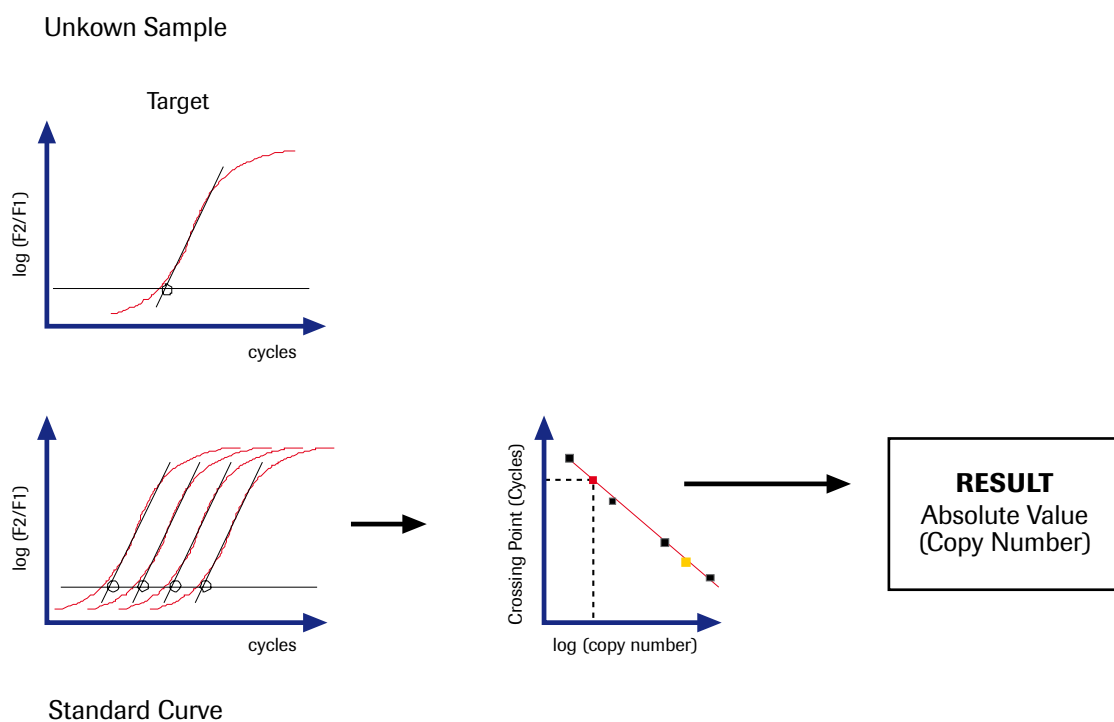 Unkown Sample
Target
log (F2/F1)
cycles
log (F2/F1)
cycles
Crossing Point (Cycles)
log (copy number)
RESULT
Absolute Value
(Copy Number)
Standard Curve